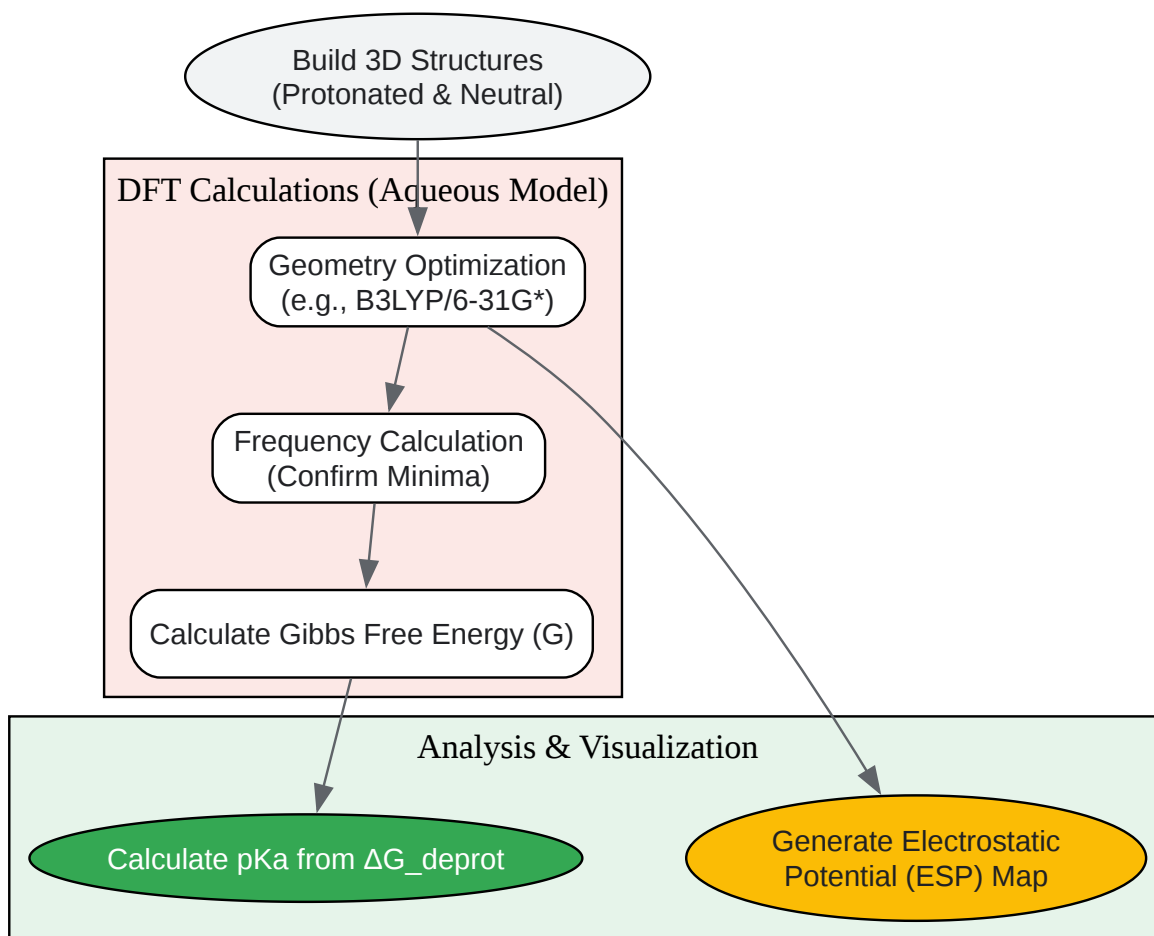 Build 3D Structures
(Protonated & Neutral)
DFT Calculations (Aqueous Model)
Geometry Optimization
(e.g., B3LYP/6-31G*)
Frequency Calculation
(Confirm Minima)
Calculate Gibbs Free Energy (G)
Analysis & Visualization
Calculate pKa from ΔG_deprot
Generate Electrostatic
Potential (ESP) Map